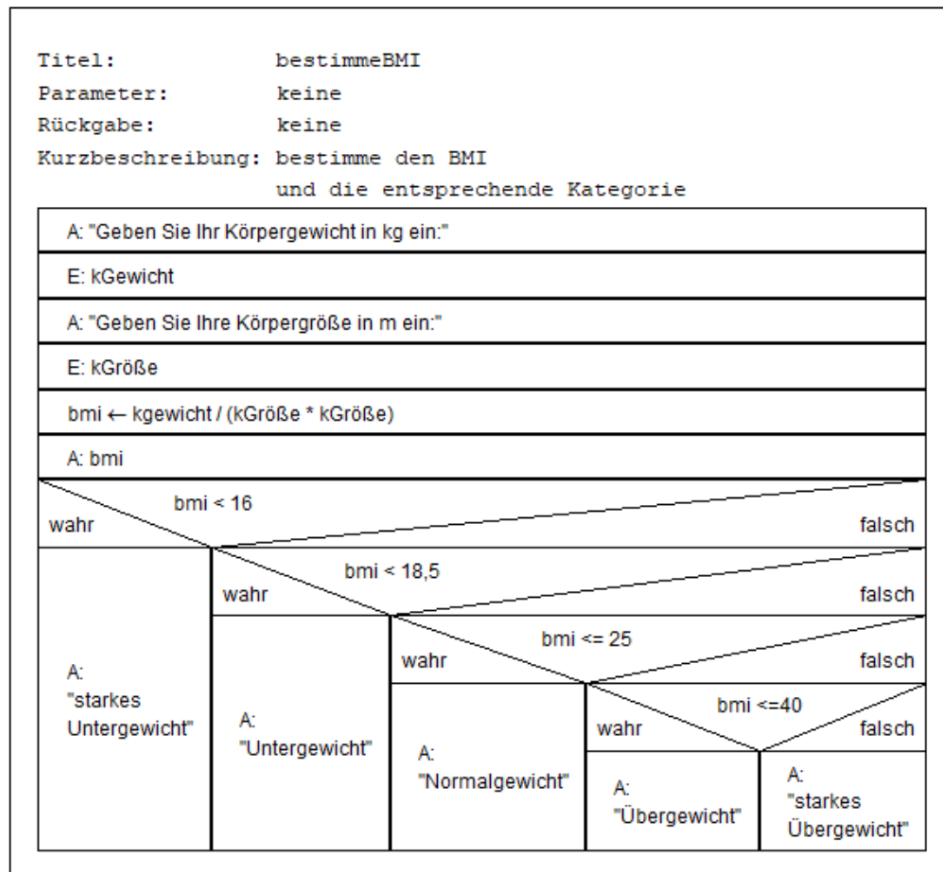 Titel: bestimmeBMI
Parameter: keine
Rückgabe: keine
Kurzbeschreibung: bestimme den BMI
und die entsprechende Kategorie
A: "Geben Sie Ihr Körpergewicht in kg ein:"
E: kGewicht
A: "Geben Sie Ihre Körpergröße in m ein:"
E: kGröße
bmi ← kgewicht / (kGröße * kGröße)
A: bmi
bmi < 16
wahr falsch
bmi < 18,5
wahr falsch
bmi <= 25
wahr falsch
bmi <=40
wahr falsch
A:
"starkes
Untergewicht"
A:
"Untergewicht"
A:
"Normalgewicht"
A:
"Übergewicht"
A:
"starkes
Übergewicht"